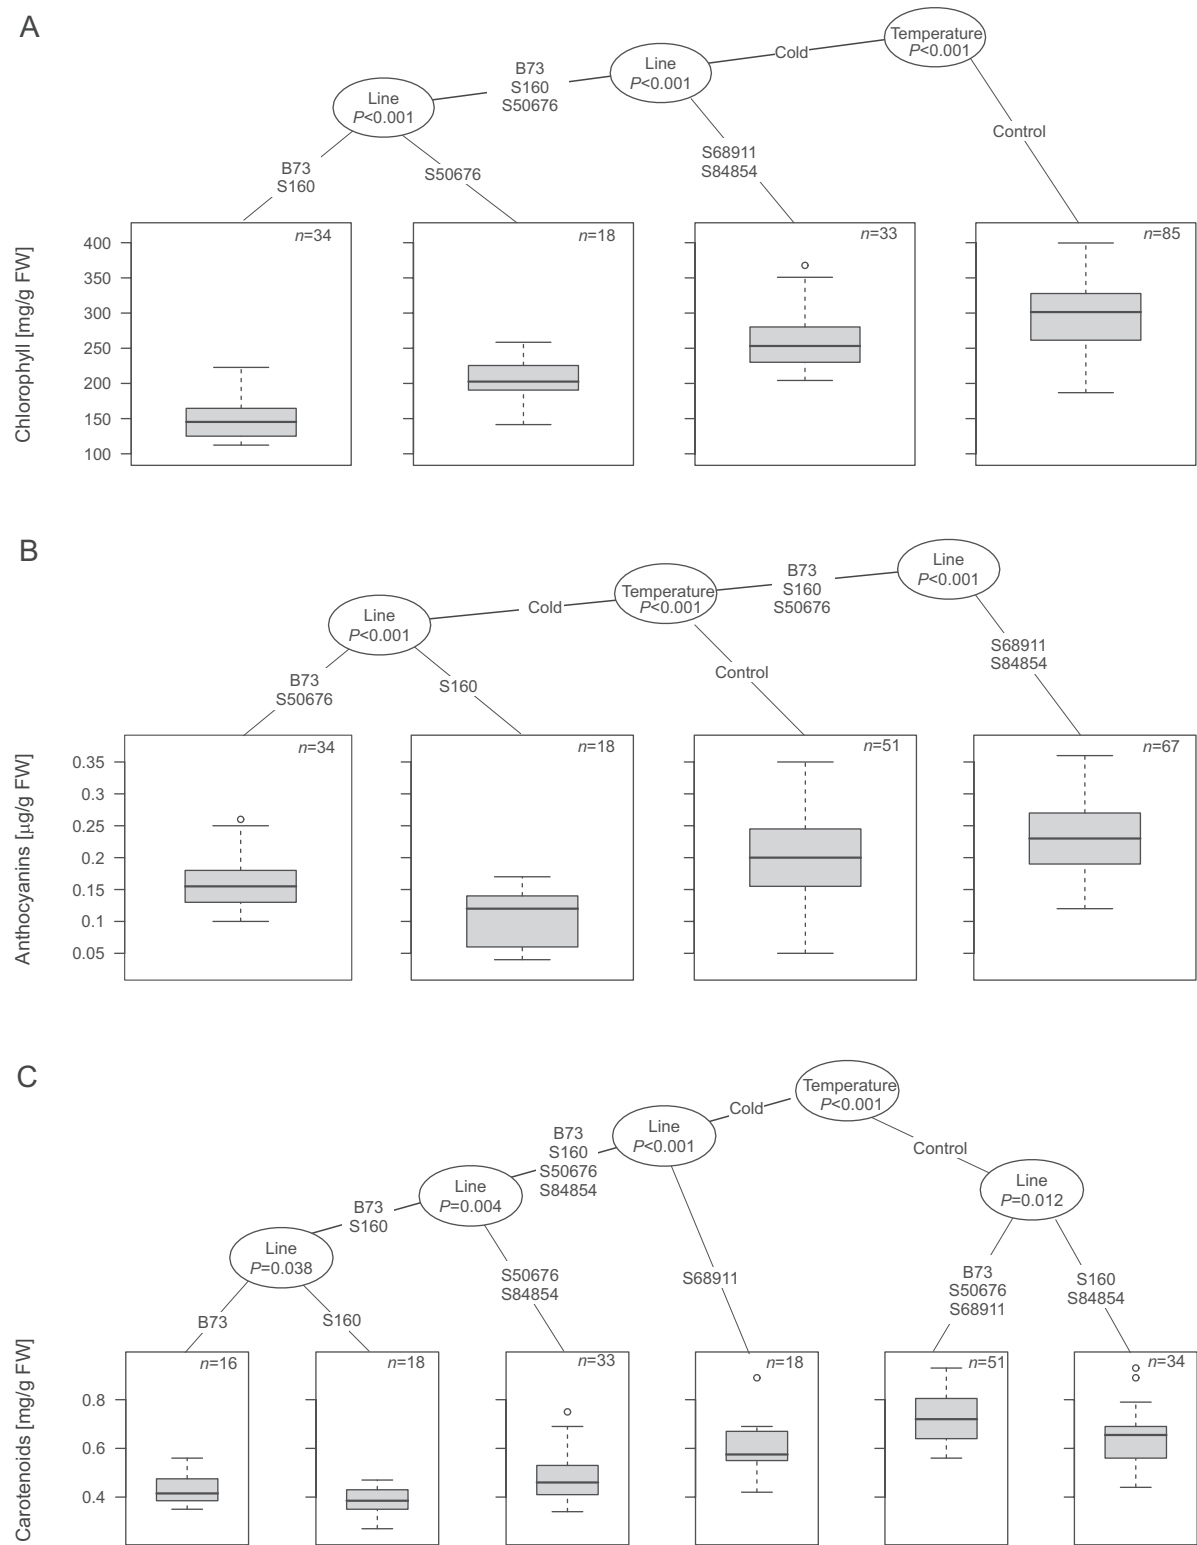 A
Temperature
P<0.001
Cold
Line
P<0.001
B73
S160
S50676
Line
P<0.001
Control
S68911
S84854
B73
S160
S50676
Chlorophyll [mg/g FW]
400
350
300
250
200
150
100
n=34
n=18
n=33
n=85
B
Line
P<0.001
B73
S160
S50676
Temperature
P<0.001
Cold
Line
P<0.001
S68911
S84854
Control
B73
S50676
S160
Anthocyanins [µg/g FW]
0.35
0.3
0.25
0.2
0.15
0.1
0.05
n=34
n=18
n=51
n=67
C
Temperature
P<0.001
Cold
Line
P<0.001
Control
B73
S160
S50676
S84854
Line
P=0.004
Line
P=0.012
B73
S160
Line
P=0.038
S50676
S84854
S68911
B73
S50676
S68911
S160
S84854
B73
S160
Carotenoids [mg/g FW]
0.8
0.6
0.4
n=16
n=18
n=33
n=18
n=51
n=34